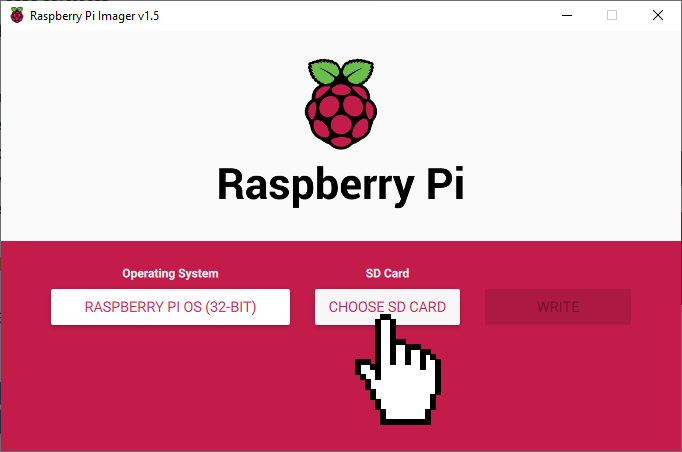 Raspberry Pi Imager v1.5
Raspberry Pi
Operating System
SD Card
RASPBERRY PI OS (32-BIT)
CHOOSE SD CARD
WRITE